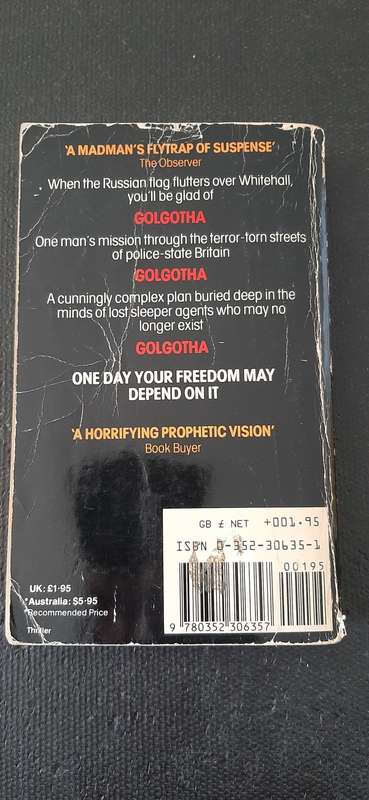 'A MADMAN'S FLYTRAP OF SUSPENSE'
The Observer
When the Russian flag flutters over Whitehall,
you'll be glad of
GOLGOTHA
One man's mission through the terror-torn streets
of police-state Britain
GOLGOTHA
A cunningly complex plan buried deep in the
minds of lost sleeper agents who may no
longer exist
GOLGOTHA
ONE DAY YOUR FREEDOM MAY
DEPEND ON IT
'A HORRIFYING PROPHETIC VISION'
Book Buyer
GB £ NET +001.95
ISBN 0-352-30635-1
00195
9 780352 306357
UK: £1·95
*Australia: $5·95
*Recommended Price
Thriller